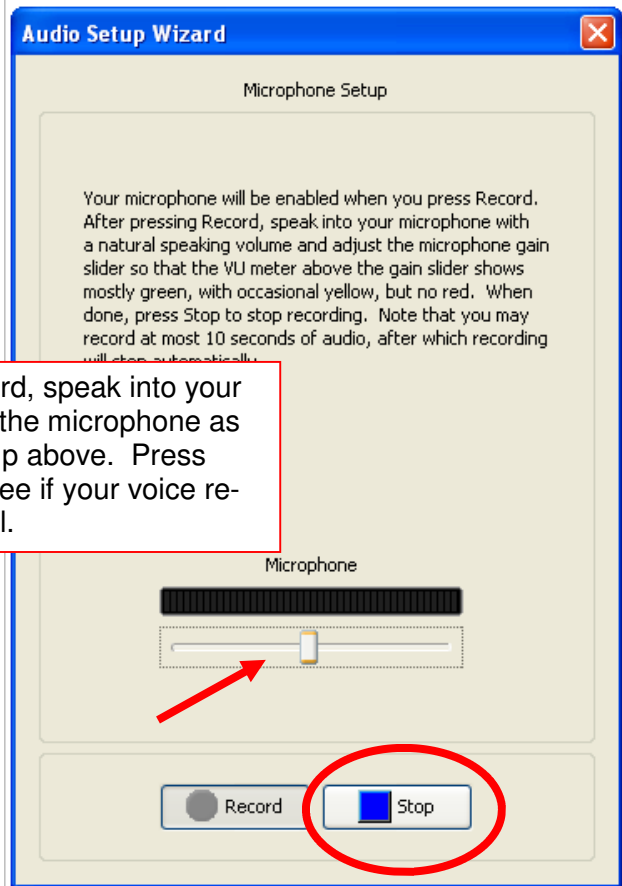 Audio Setup Wizard
Microphone Setup
Your microphone will be enabled when you press Record.
After pressing Record, speak into your microphone with
a natural speaking volume and adjust the microphone gain
slider so that the VU meter above the gain slider shows
mostly green, with occasional yellow, but no red. When
done, press Stop to stop recording. Note that you may
record at most 10 seconds of audio, after which recording
will stop automatically
rd, speak into your
the microphone as
p above. Press
ee if your voice re-
l.
Microphone
Record
Stop